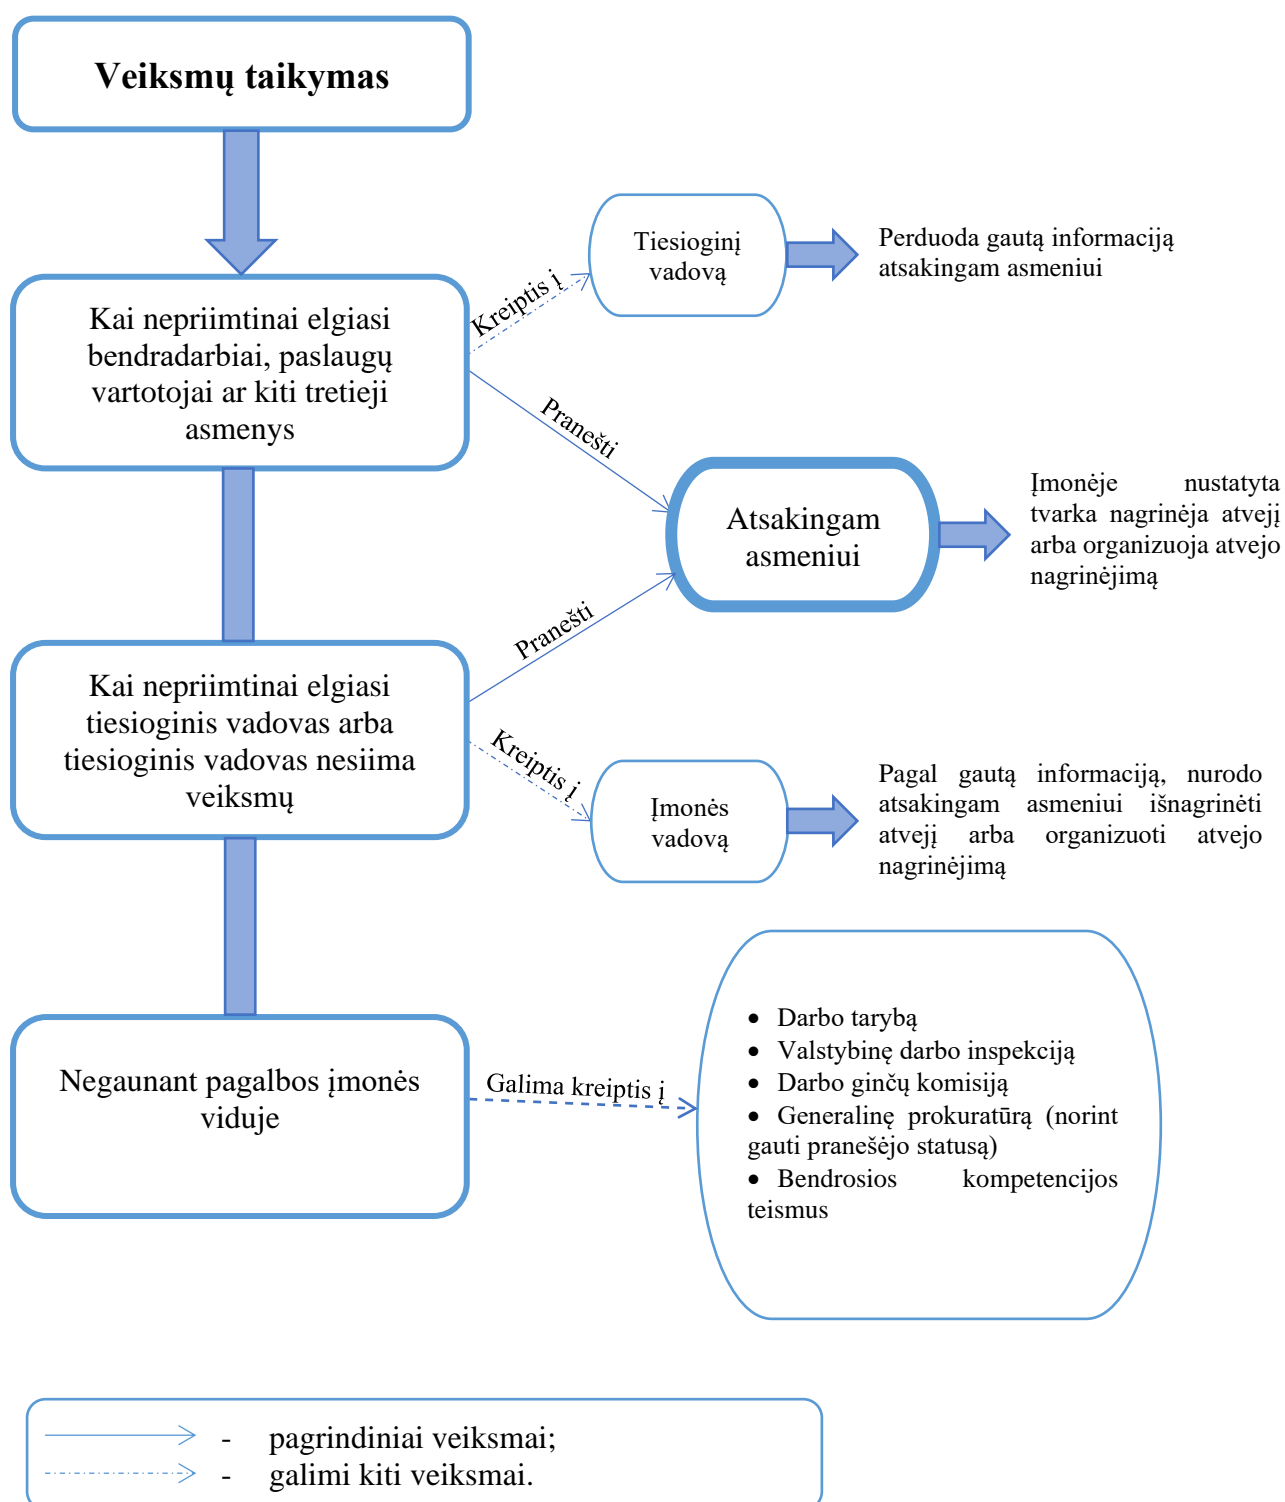 Veiksmų taikymas
Tiesioginį
vadovą
Perduoda gautą informaciją
atsakingam asmeniui
Kreiptis į
Kai nepriimtinai elgiasi
bendradarbiai, paslaugų
vartotojai ar kiti tretieji
asmenys
Pranešti
Atsakingam
asmeniui
Įmonėje nustatyta
tvarka nagrinėja atvejį
arba organizuoja atvejo
nagrinėjimą
Pranešti
Kai nepriimtinai elgiasi
tiesioginis vadovas arba
tiesioginis vadovas nesiima
veiksmų
Kreiptis į
Įmonės
vadovą
Pagal gautą informaciją, nurodo
atsakingam asmeniui išnagrinėti
atvejį arba organizuoti atvejo
nagrinėjimą
Negaunant pagalbos įmonės
viduje
Galima kreiptis į
• Darbo tarybą
• Valstybinę darbo inspekciją
• Darbo ginčų komisiją
• Generalinę prokuratūrą (norint
gauti pranešėjo statusą)
• Bendrosios kompetencijos
teismus
- pagrindiniai veiksmai;
- galimi kiti veiksmai.